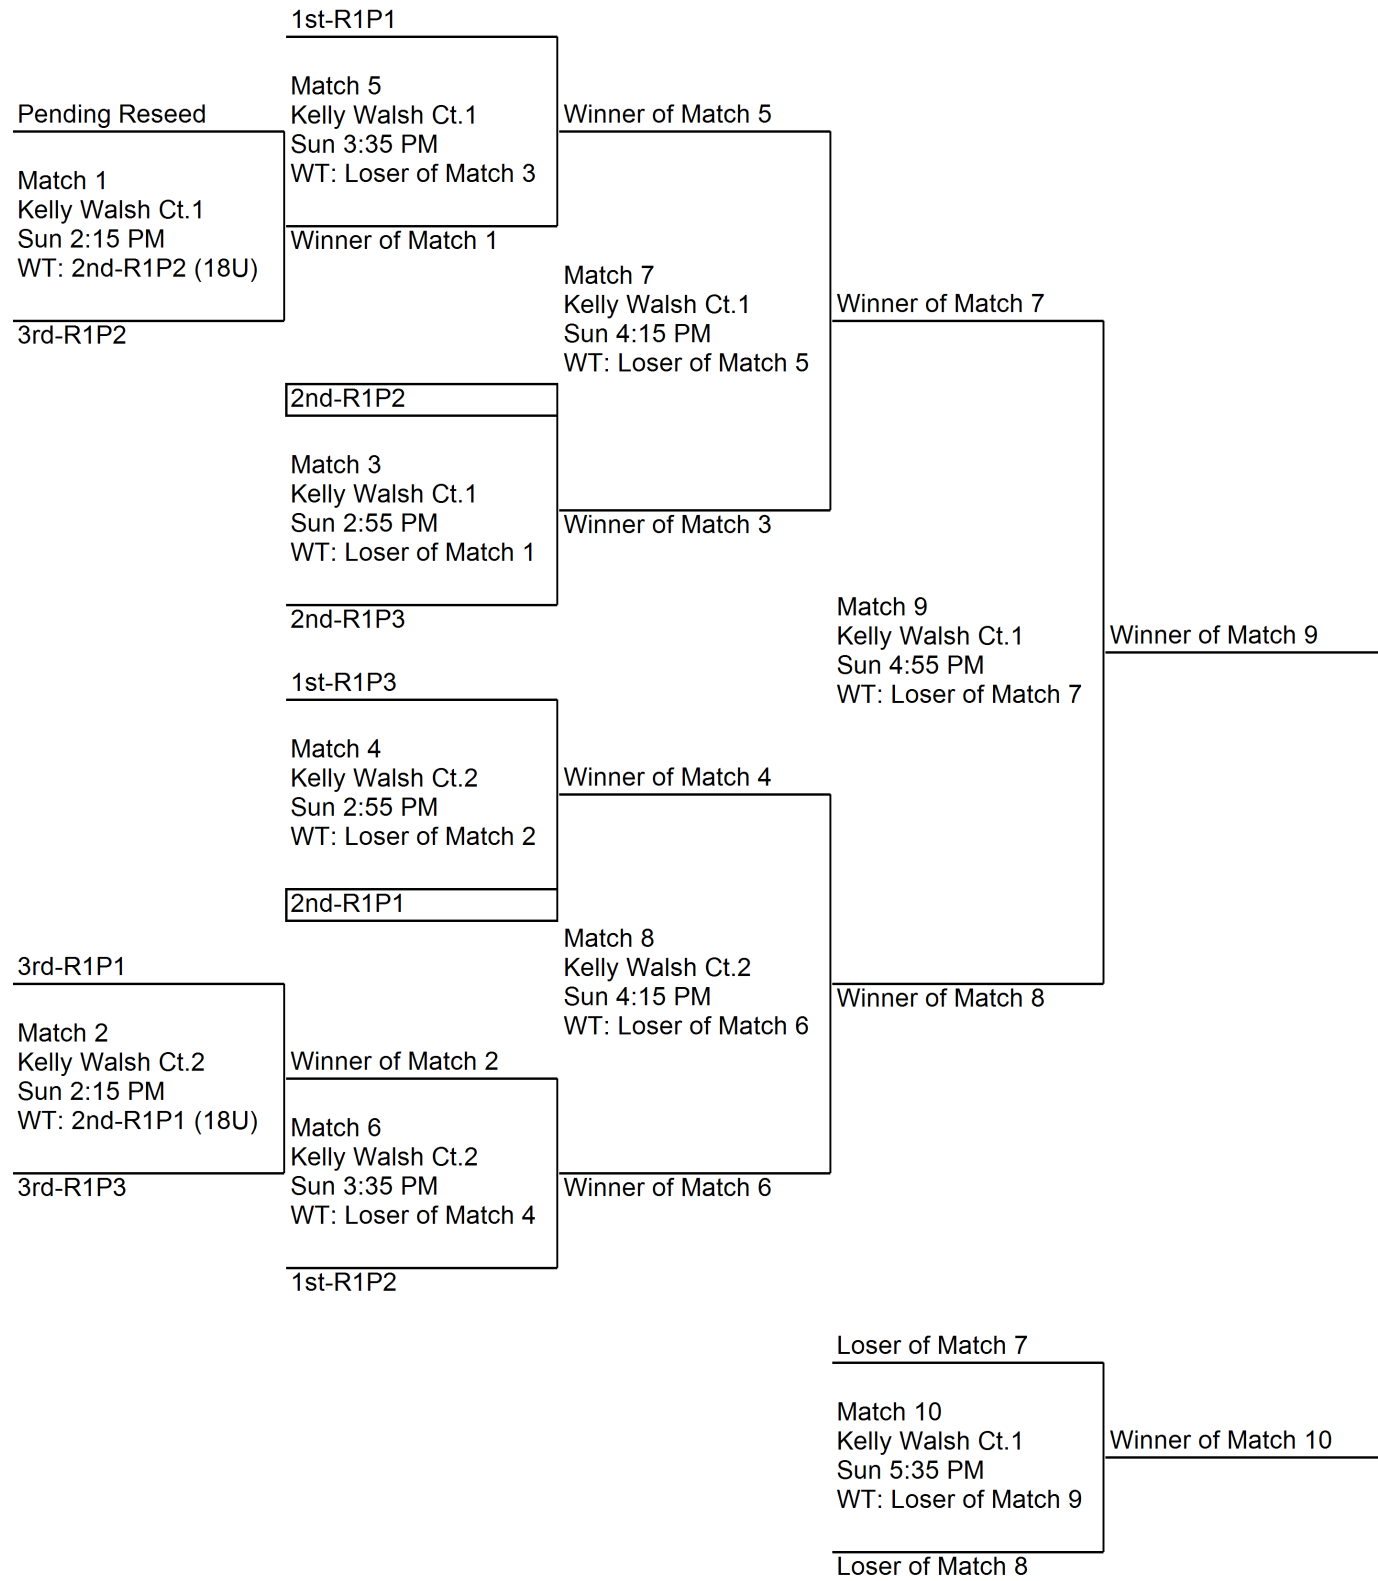 1st-R1P1
Match 5
Kelly Walsh Ct.1
Sun 3:35 PM
WT: Loser of Match 3
Winner of Match 1
Pending Reseed
Match 1
Kelly Walsh Ct.1
Sun 2:15 PM
WT: 2nd-R1P2 (18U)
3rd-R1P2
Winner of Match 5
Match 7
Kelly Walsh Ct.1
Sun 4:15 PM
WT: Loser of Match 5
Winner of Match 3
Winner of Match 7
2nd-R1P2
Match 3
Kelly Walsh Ct.1
Sun 2:55 PM
WT: Loser of Match 1
2nd-R1P3
Match 9
Kelly Walsh Ct.1
Sun 4:55 PM
WT: Loser of Match 7
Winner of Match 9
1st-R1P3
Match 4
Kelly Walsh Ct.2
Sun 2:55 PM
WT: Loser of Match 2
2nd-R1P1
Winner of Match 4
Match 8
Kelly Walsh Ct.2
Sun 4:15 PM
WT: Loser of Match 6
Winner of Match 6
Winner of Match 8
3rd-R1P1
Match 2
Kelly Walsh Ct.2
Sun 2:15 PM
WT: 2nd-R1P1 (18U)
3rd-R1P3
Winner of Match 2
Match 6
Kelly Walsh Ct.2
Sun 3:35 PM
WT: Loser of Match 4
1st-R1P2
Loser of Match 7
Match 10
Kelly Walsh Ct.1
Sun 5:35 PM
WT: Loser of Match 9
Loser of Match 8
Winner of Match 10